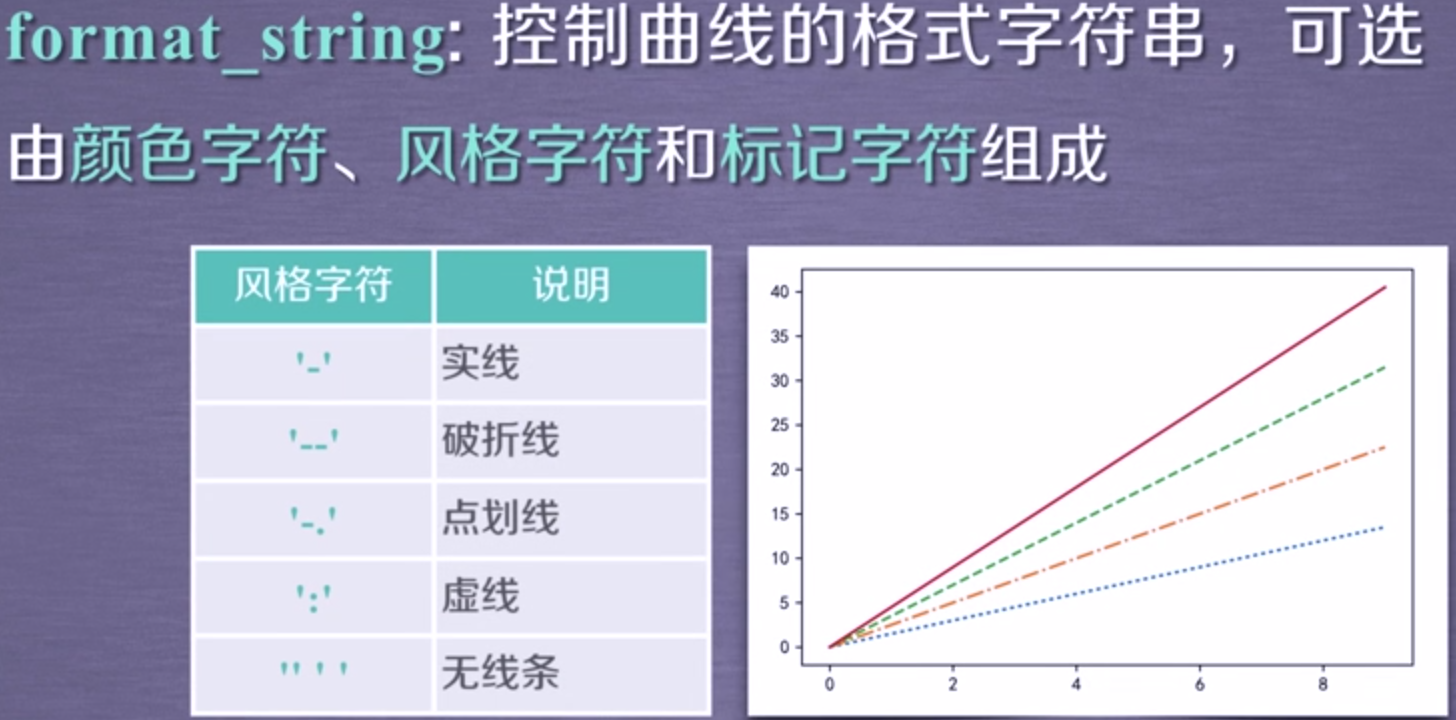 format_string: 控制曲线的格式字符串，可选
由颜色字符、风格字符和标记字符组成
风格字符 说明
'-' 实线
'--' 破折线
'-.' 点划线
':' 虚线
'' ' ' 无线条
40
35
30
25
20
15
10
5
0
0 2 4 6 8